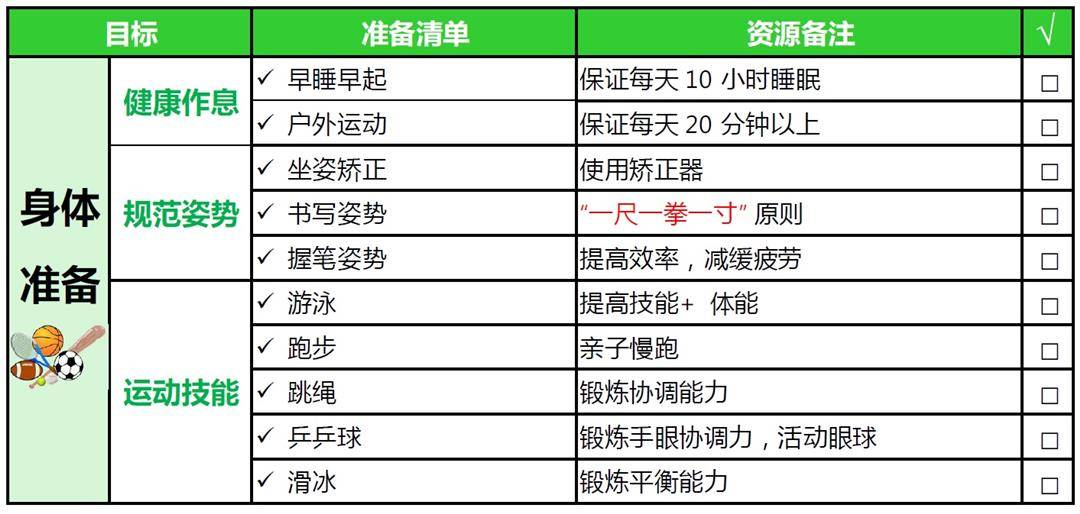 目标 准备清单 资源备注 √
身体准备
健康作息
✓ 早睡早起 保证每天 10 小时睡眠 □
✓ 户外运动 保证每天 20 分钟以上 □
规范姿势
✓ 坐姿矫正 使用矫正器 □
✓ 书写姿势 “一尺一拳一寸” 原则 □
✓ 握笔姿势 提高效率，减缓疲劳 □
运动技能
✓ 游泳 提高技能+ 体能 □
✓ 跑步 亲子慢跑 □
✓ 跳绳 锻炼协调能力 □
✓ 乒乒球 锻炼手眼协调力，活动眼球 □
✓ 滑冰 锻炼平衡能力 □